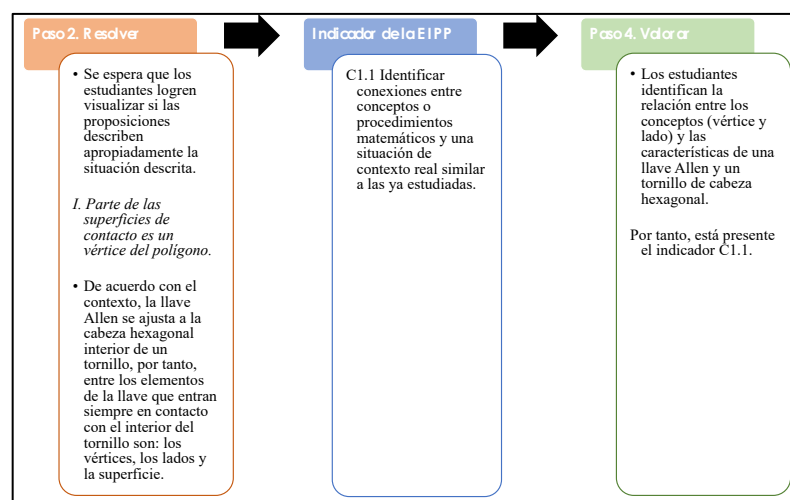 Paso 2. Resolver
• Se espera que los
estudiantes logren
visualizar si las
proposiciones
describen
apropiadamente la
situación descrita.
I. Parte de las
superficies de
contacto es un
vértice del polígono.
• De acuerdo con el
contexto, la llave
Allen se ajusta a la
cabeza hexagonal
interior de un
tornillo, por tanto,
entre los elementos
de la llave que entran
siempre en contacto
con el interior del
tornillo son: los
vértices, los lados y
la superficie.
Indicador de la EIPP
C1.1 Identificar
conexiones entre
conceptos o
procedimientos
matemáticos y una
situación de
contexto real similar
a las ya estudiadas.
Paso 4. Valorar
• Los estudiantes
identifican la
relación entre los
conceptos (vértice y
lado) y las
características de una
llave Allen y un
tornillo de cabeza
hexagonal.
Por tanto, está presente
el indicador C1.1.